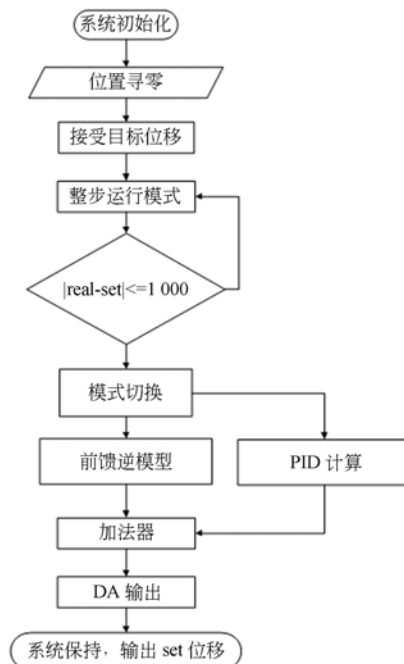 系统初始化
位置寻零
接受目标位移
整步运行模式
|real-set|<=1 000
模式切换
前馈逆模型
PID 计算
加法器
DA 输出
系统保持，输出 set 位移